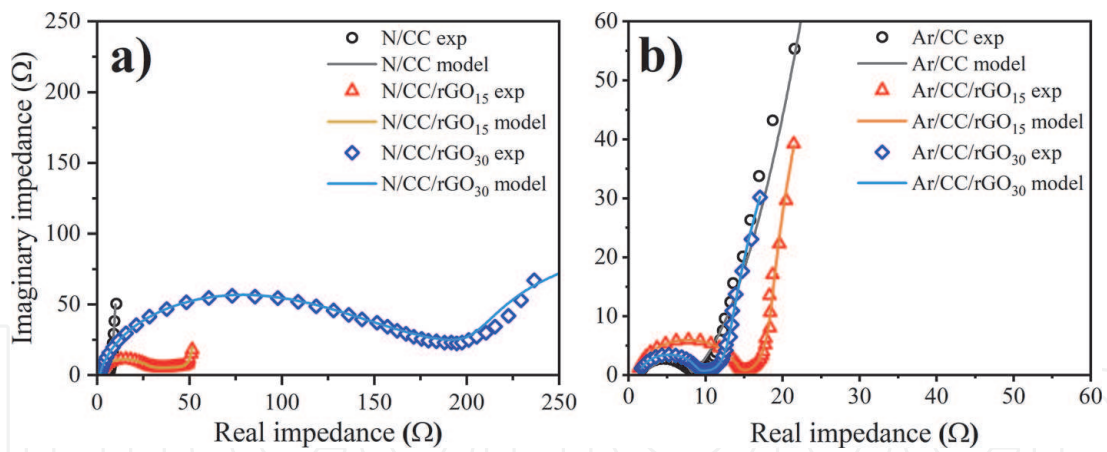 a)
N/CC exp
N/CC model
N/CC/rGO₁₅ exp
N/CC/rGO₁₅ model
N/CC/rGO₃₀ exp
N/CC/rGO₃₀ model
250
200
150
100
50
0
Imaginary impedance (Ω)
0 50 100 150 200 250
Real impedance (Ω)
b)
Ar/CC exp
Ar/CC model
Ar/CC/rGO₁₅ exp
Ar/CC/rGO₁₅ model
Ar/CC/rGO₃₀ exp
Ar/CC/rGO₃₀ model
60
50
40
30
20
10
0
0 10 20 30 40 50 60
Real impedance (Ω)